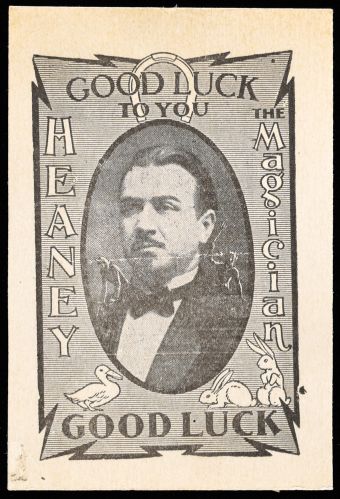 GOOD LUCK
TO YOU
HEANEY
THE
Magician
GOOD LUCK